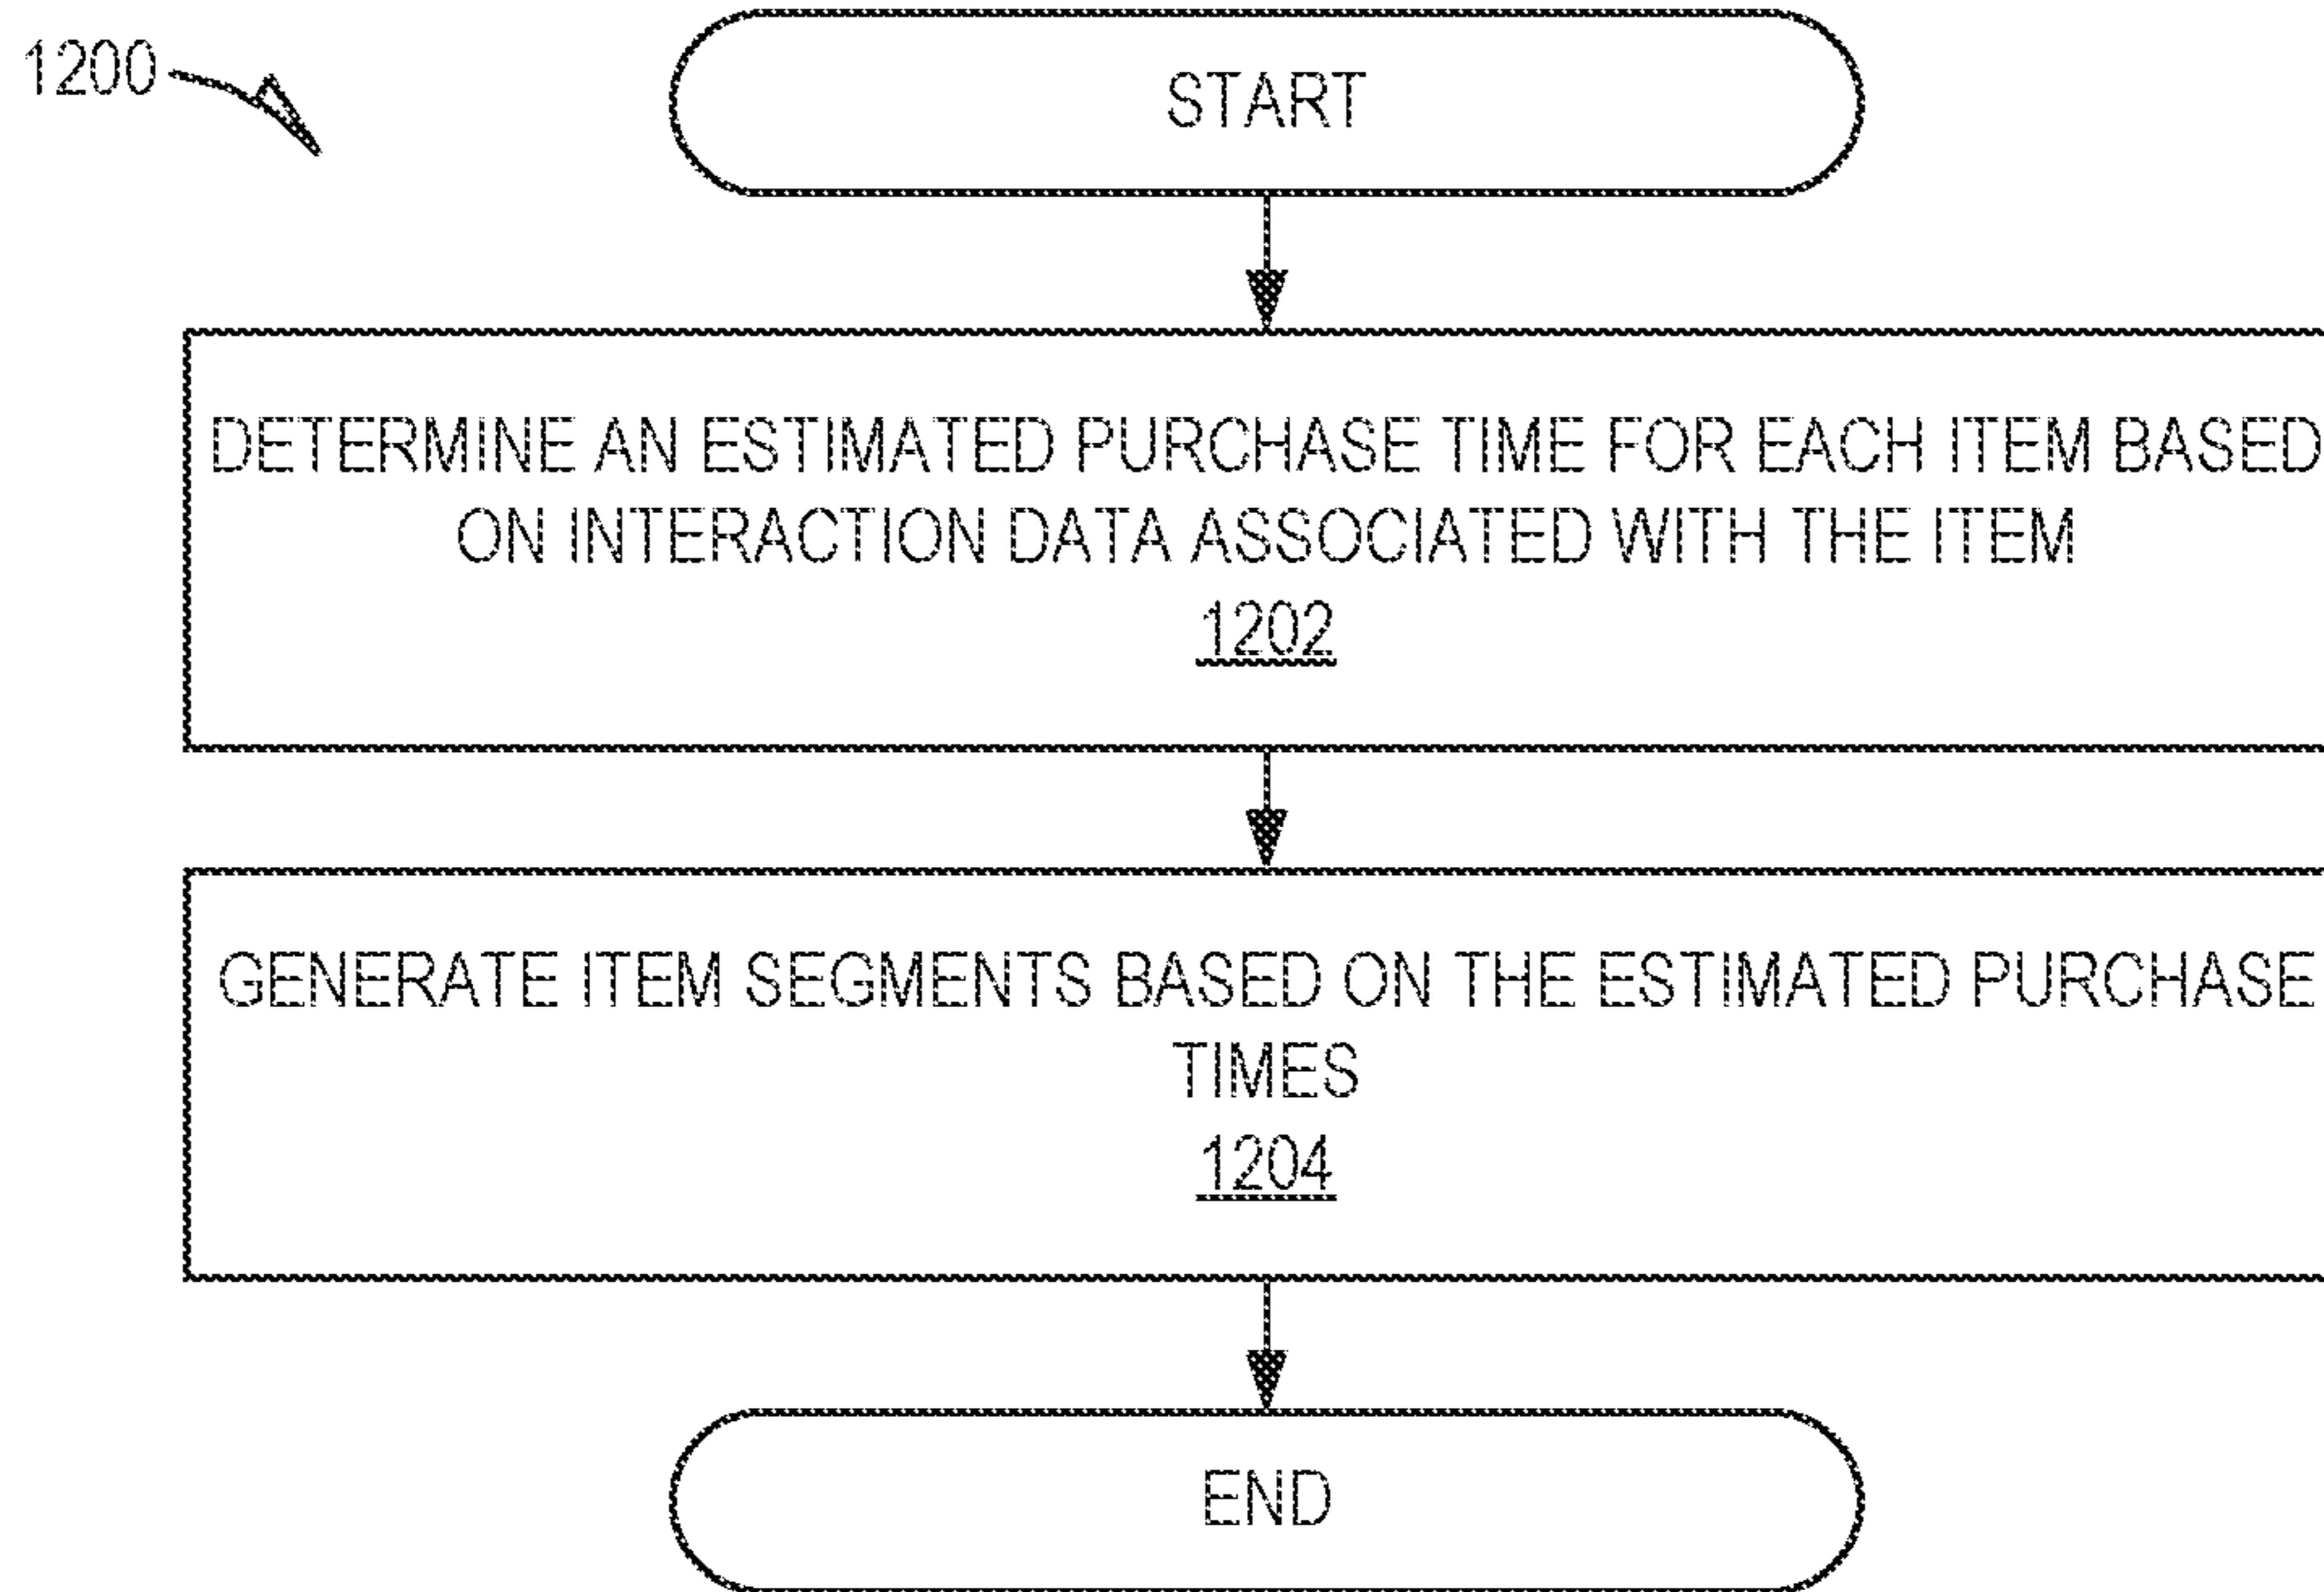 1200
START
DETERMINE AN ESTIMATED PURCHASE TIME FOR EACH ITEM BASED
ON INTERACTION DATA ASSOCIATED WITH THE ITEM
1202
GENERATE ITEM SEGMENTS BASED ON THE ESTIMATED PURCHASE
TIMES
1204
END